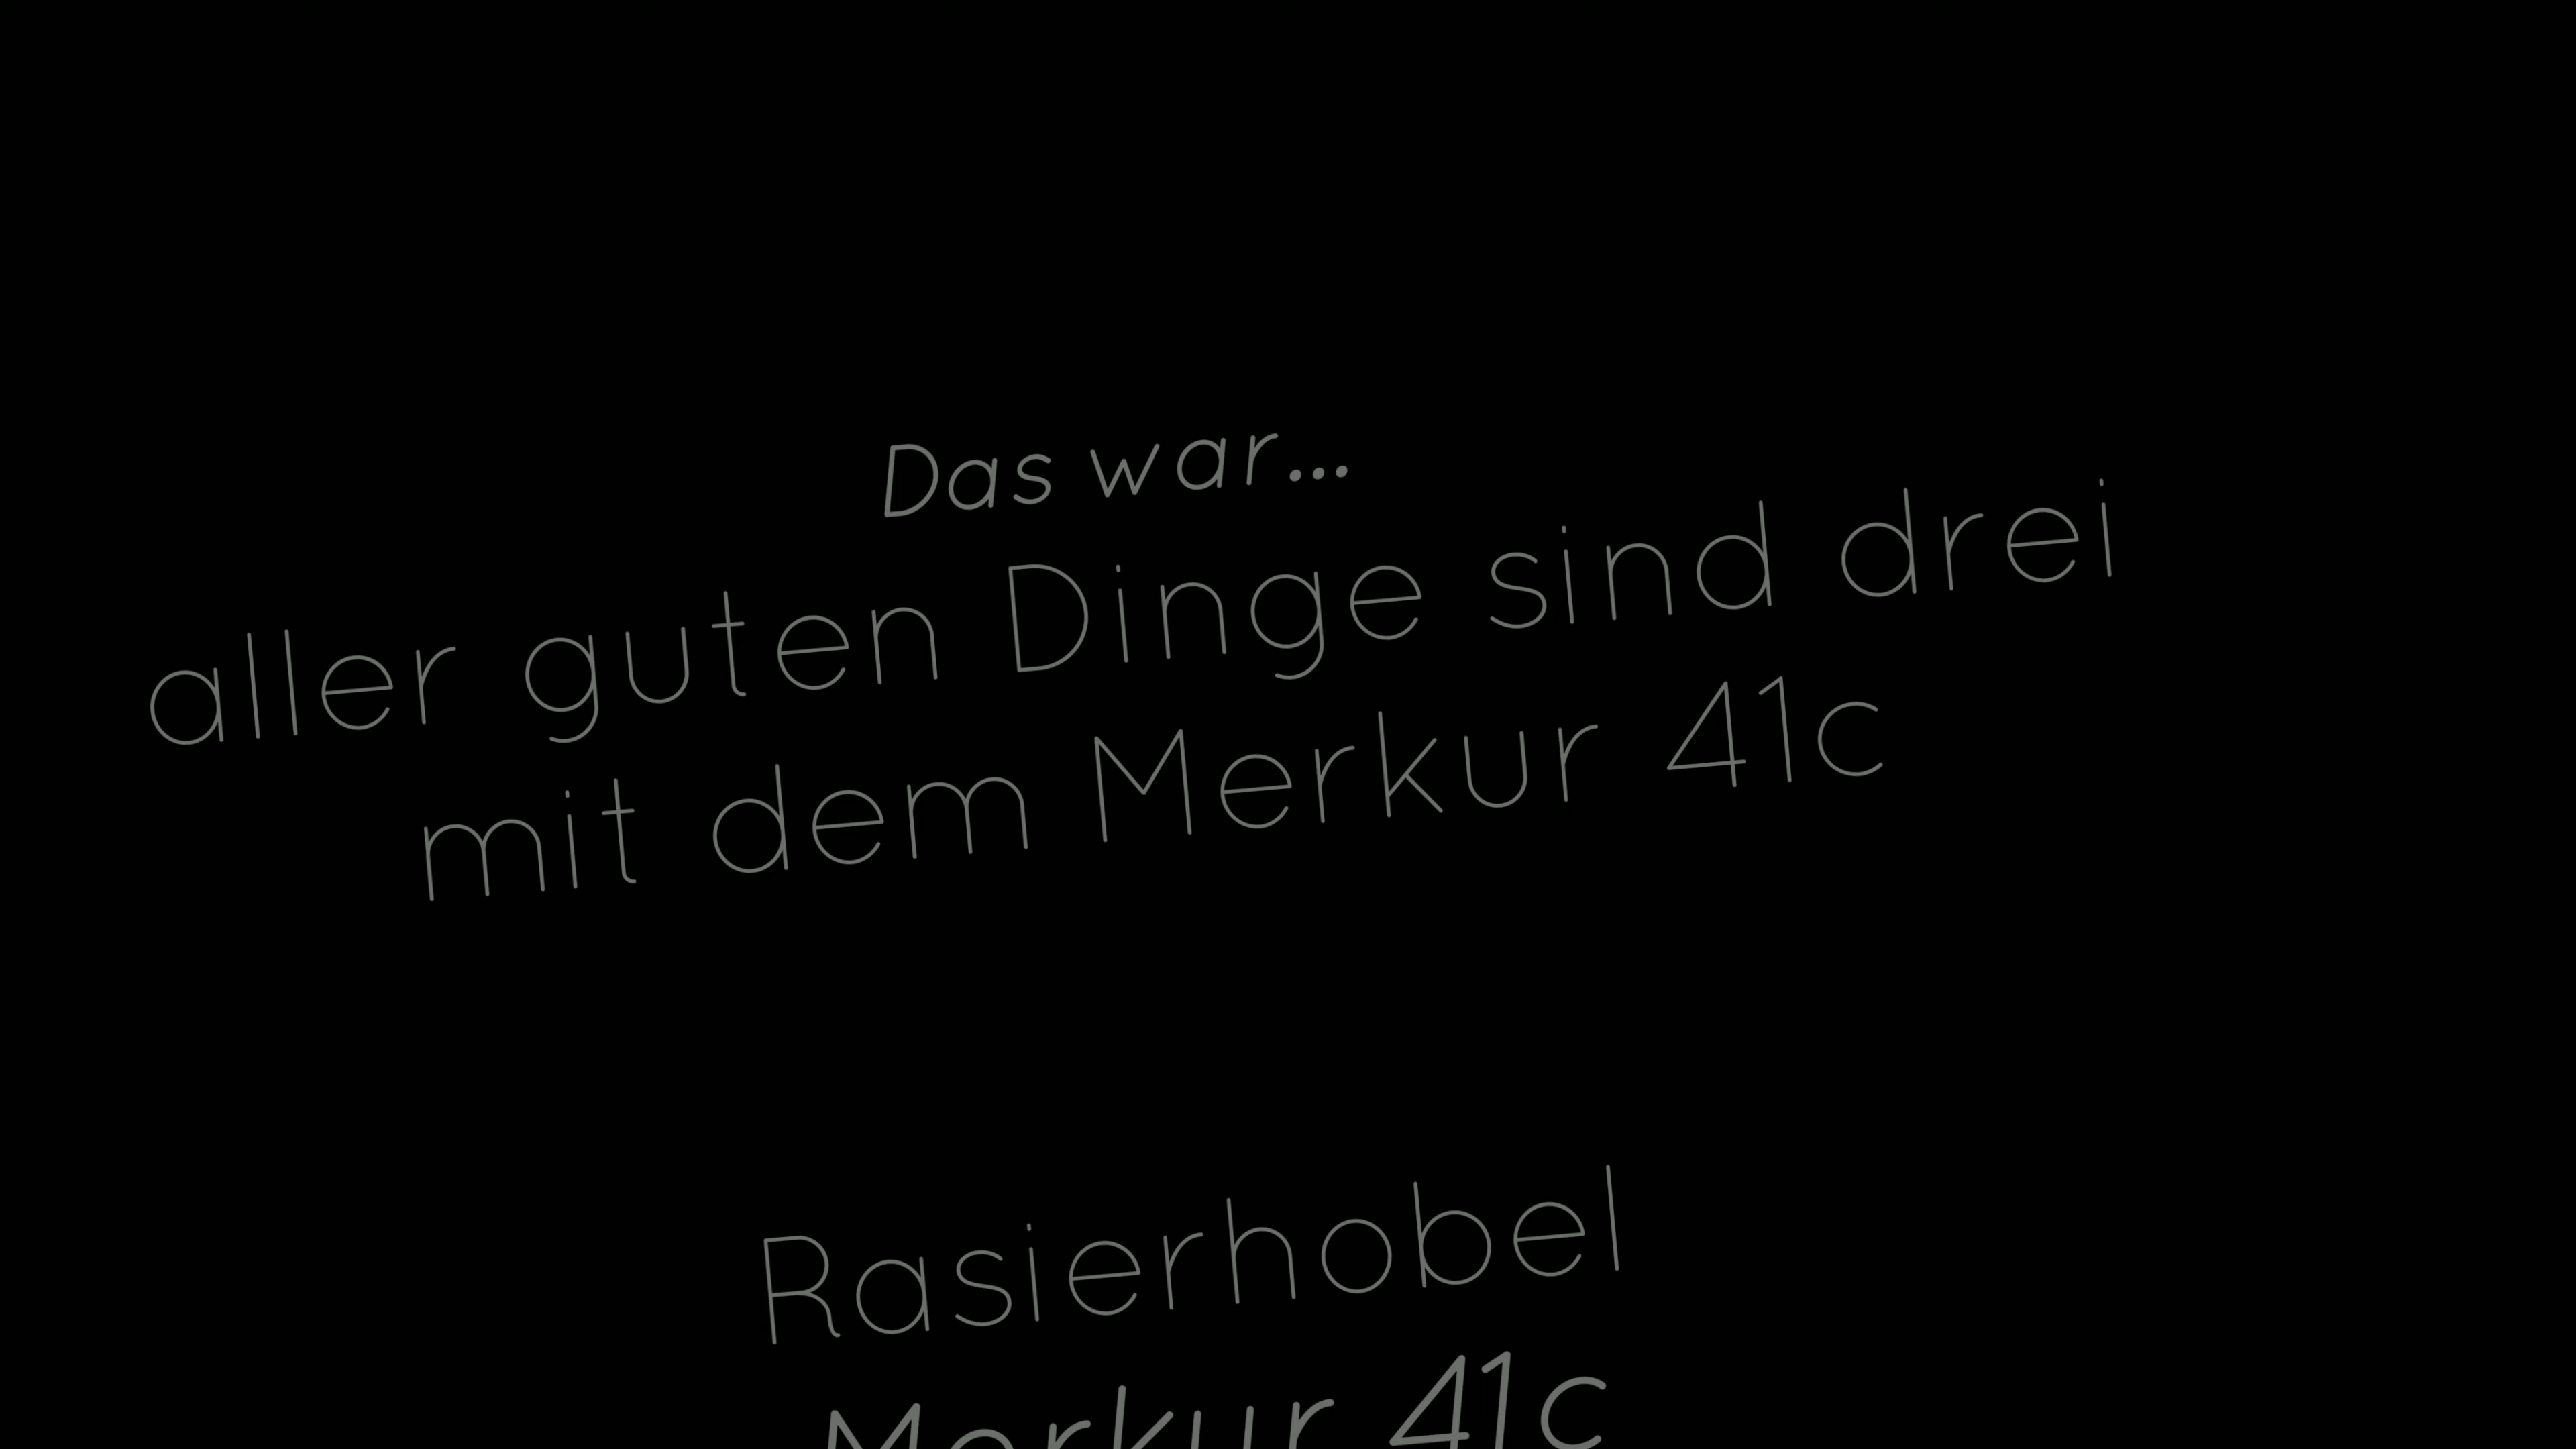 Das war...
aller guten Dinge sind drei
mit dem Merkur 41c
Rasierhobel
Merkur 41c